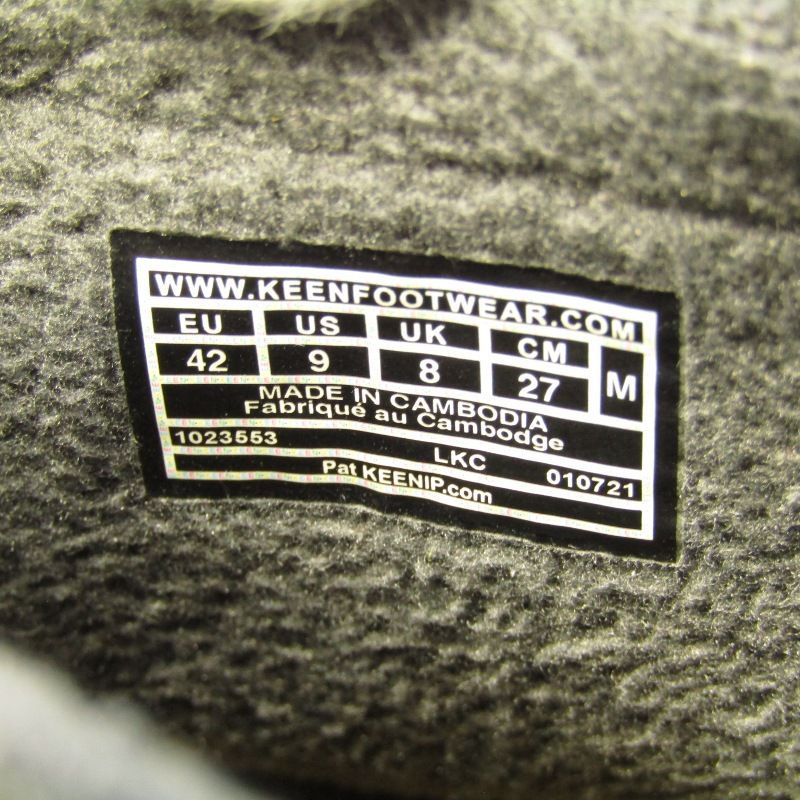 WWW.KEENFOOTWEAR.COM
EU US UK CM M
42 9 8 27
MADE IN CAMBODIA
Fabriqué au Cambodge
1023553 LKC 010721
Pat KEENIP.com